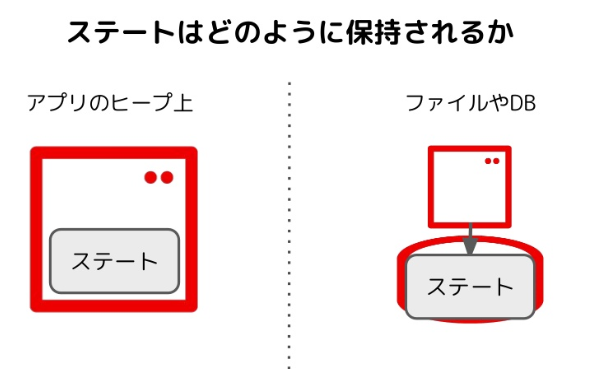 ステートはどのように保持されるか
アプリのヒープ上
ファイルやDB
ステート
ステート